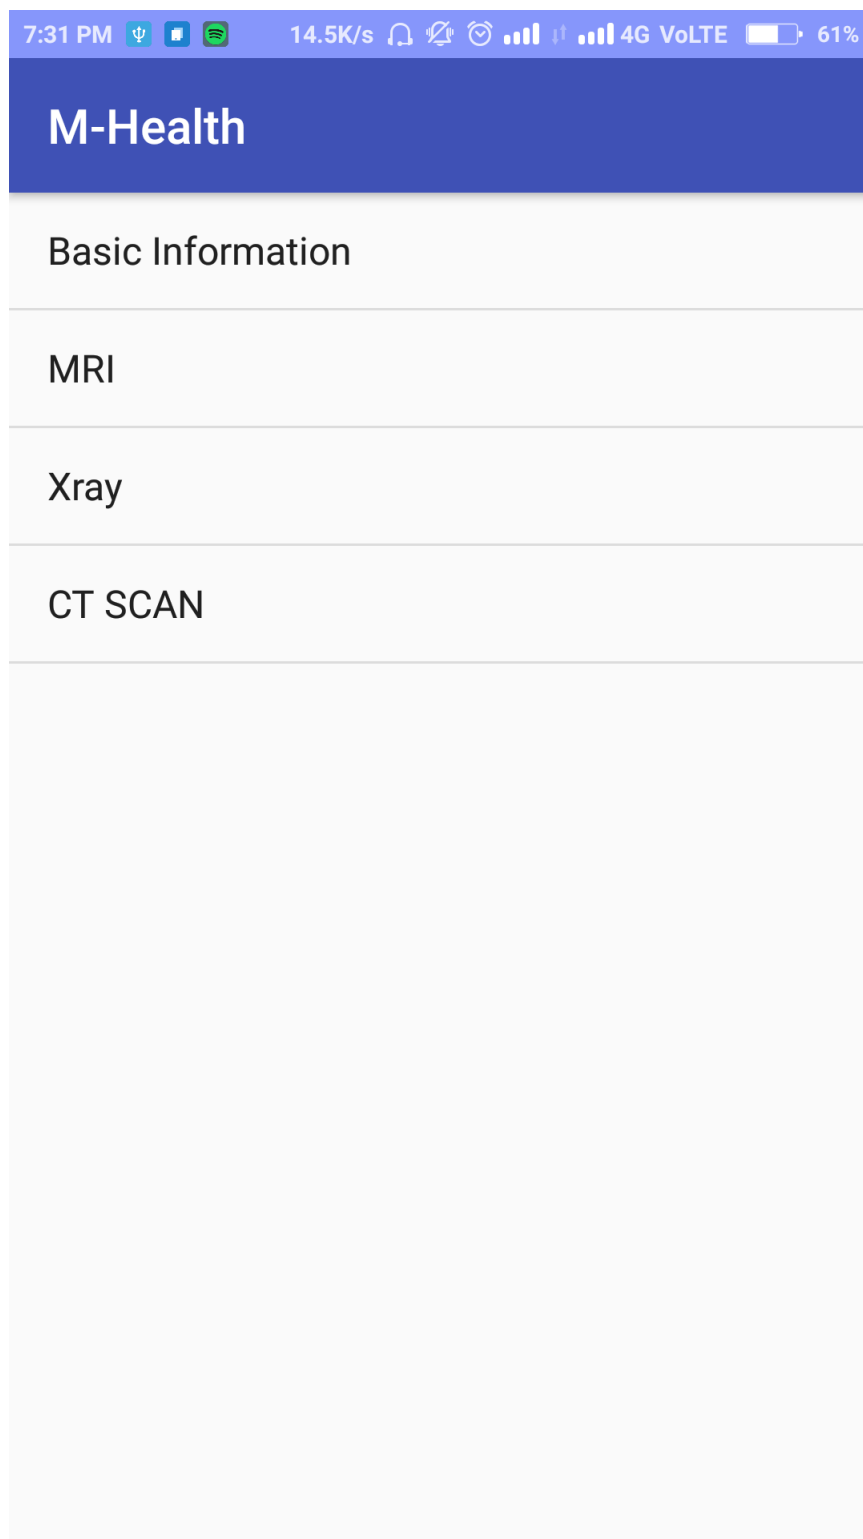 7:31 PM 14.5K/s 4G VoLTE 61%
M-Health
Basic Information
MRI
Xray
CT SCAN